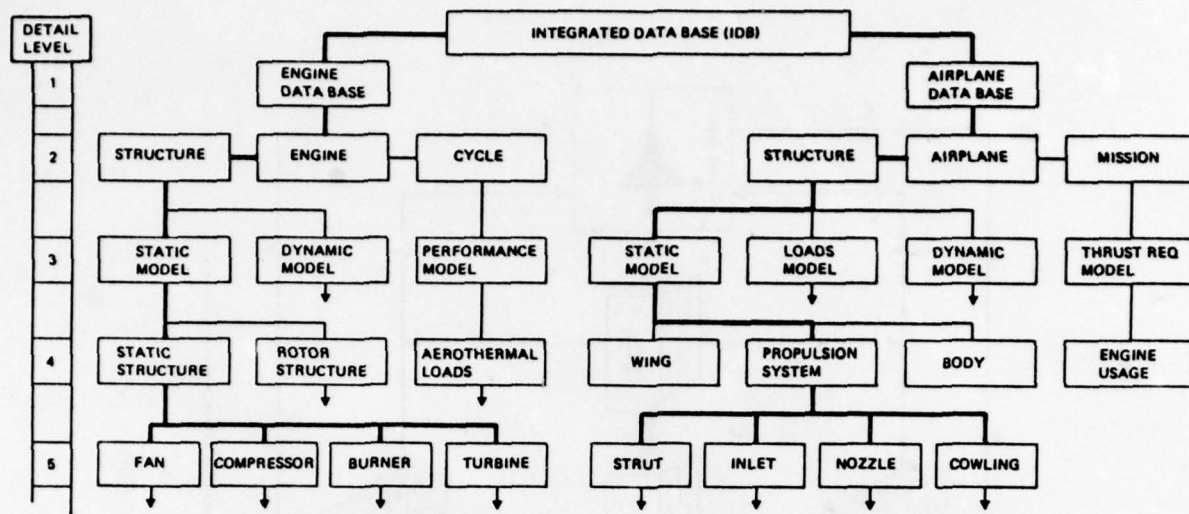 DETAIL
LEVEL
INTEGRATED DATA BASE (IDB)
1
ENGINE
DATA BASE
AIRPLANE
DATA BASE
2
STRUCTURE
ENGINE
CYCLE
STRUCTURE
AIRPLANE
MISSION
3
STATIC
MODEL
DYNAMIC
MODEL
PERFORMANCE
MODEL
STATIC
MODEL
LOADS
MODEL
DYNAMIC
MODEL
THRUST REQ
MODEL
4
STATIC
STRUCTURE
ROTOR
STRUCTURE
AEROTHERMAL
LOADS
WING
PROPULSION
SYSTEM
BODY
ENGINE
USAGE
5
FAN
COMPRESSOR
BURNER
TURBINE
STRUT
INLET
NOZZLE
COWLING